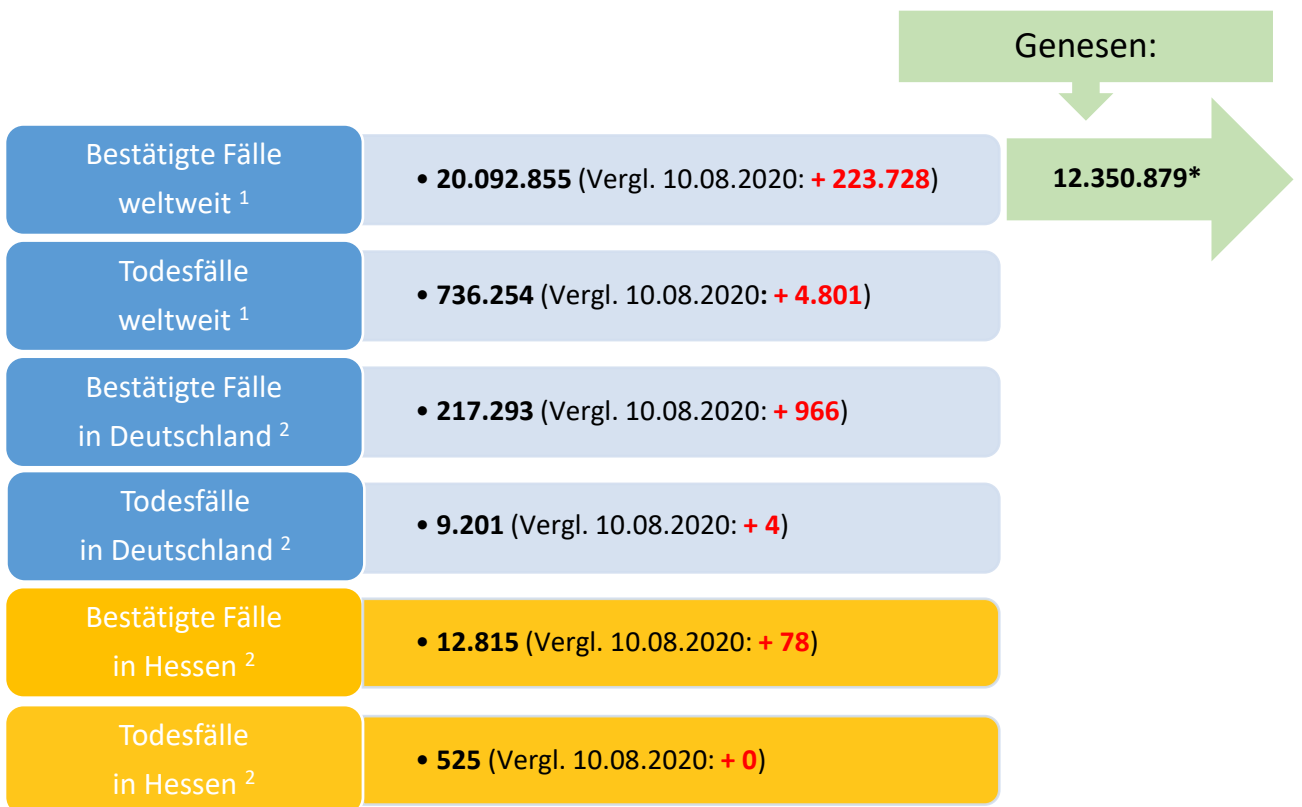 Genesen:
Bestätigte Fälle
weltweit ¹
• 20.092.855 (Vergl. 10.08.2020: + 223.728)
12.350.879*
Todesfälle
weltweit ¹
• 736.254 (Vergl. 10.08.2020: + 4.801)
Bestätigte Fälle
in Deutschland ²
• 217.293 (Vergl. 10.08.2020: + 966)
Todesfälle
in Deutschland ²
• 9.201 (Vergl. 10.08.2020: + 4)
Bestätigte Fälle
in Hessen ²
• 12.815 (Vergl. 10.08.2020: + 78)
Todesfälle
in Hessen ²
• 525 (Vergl. 10.08.2020: + 0)